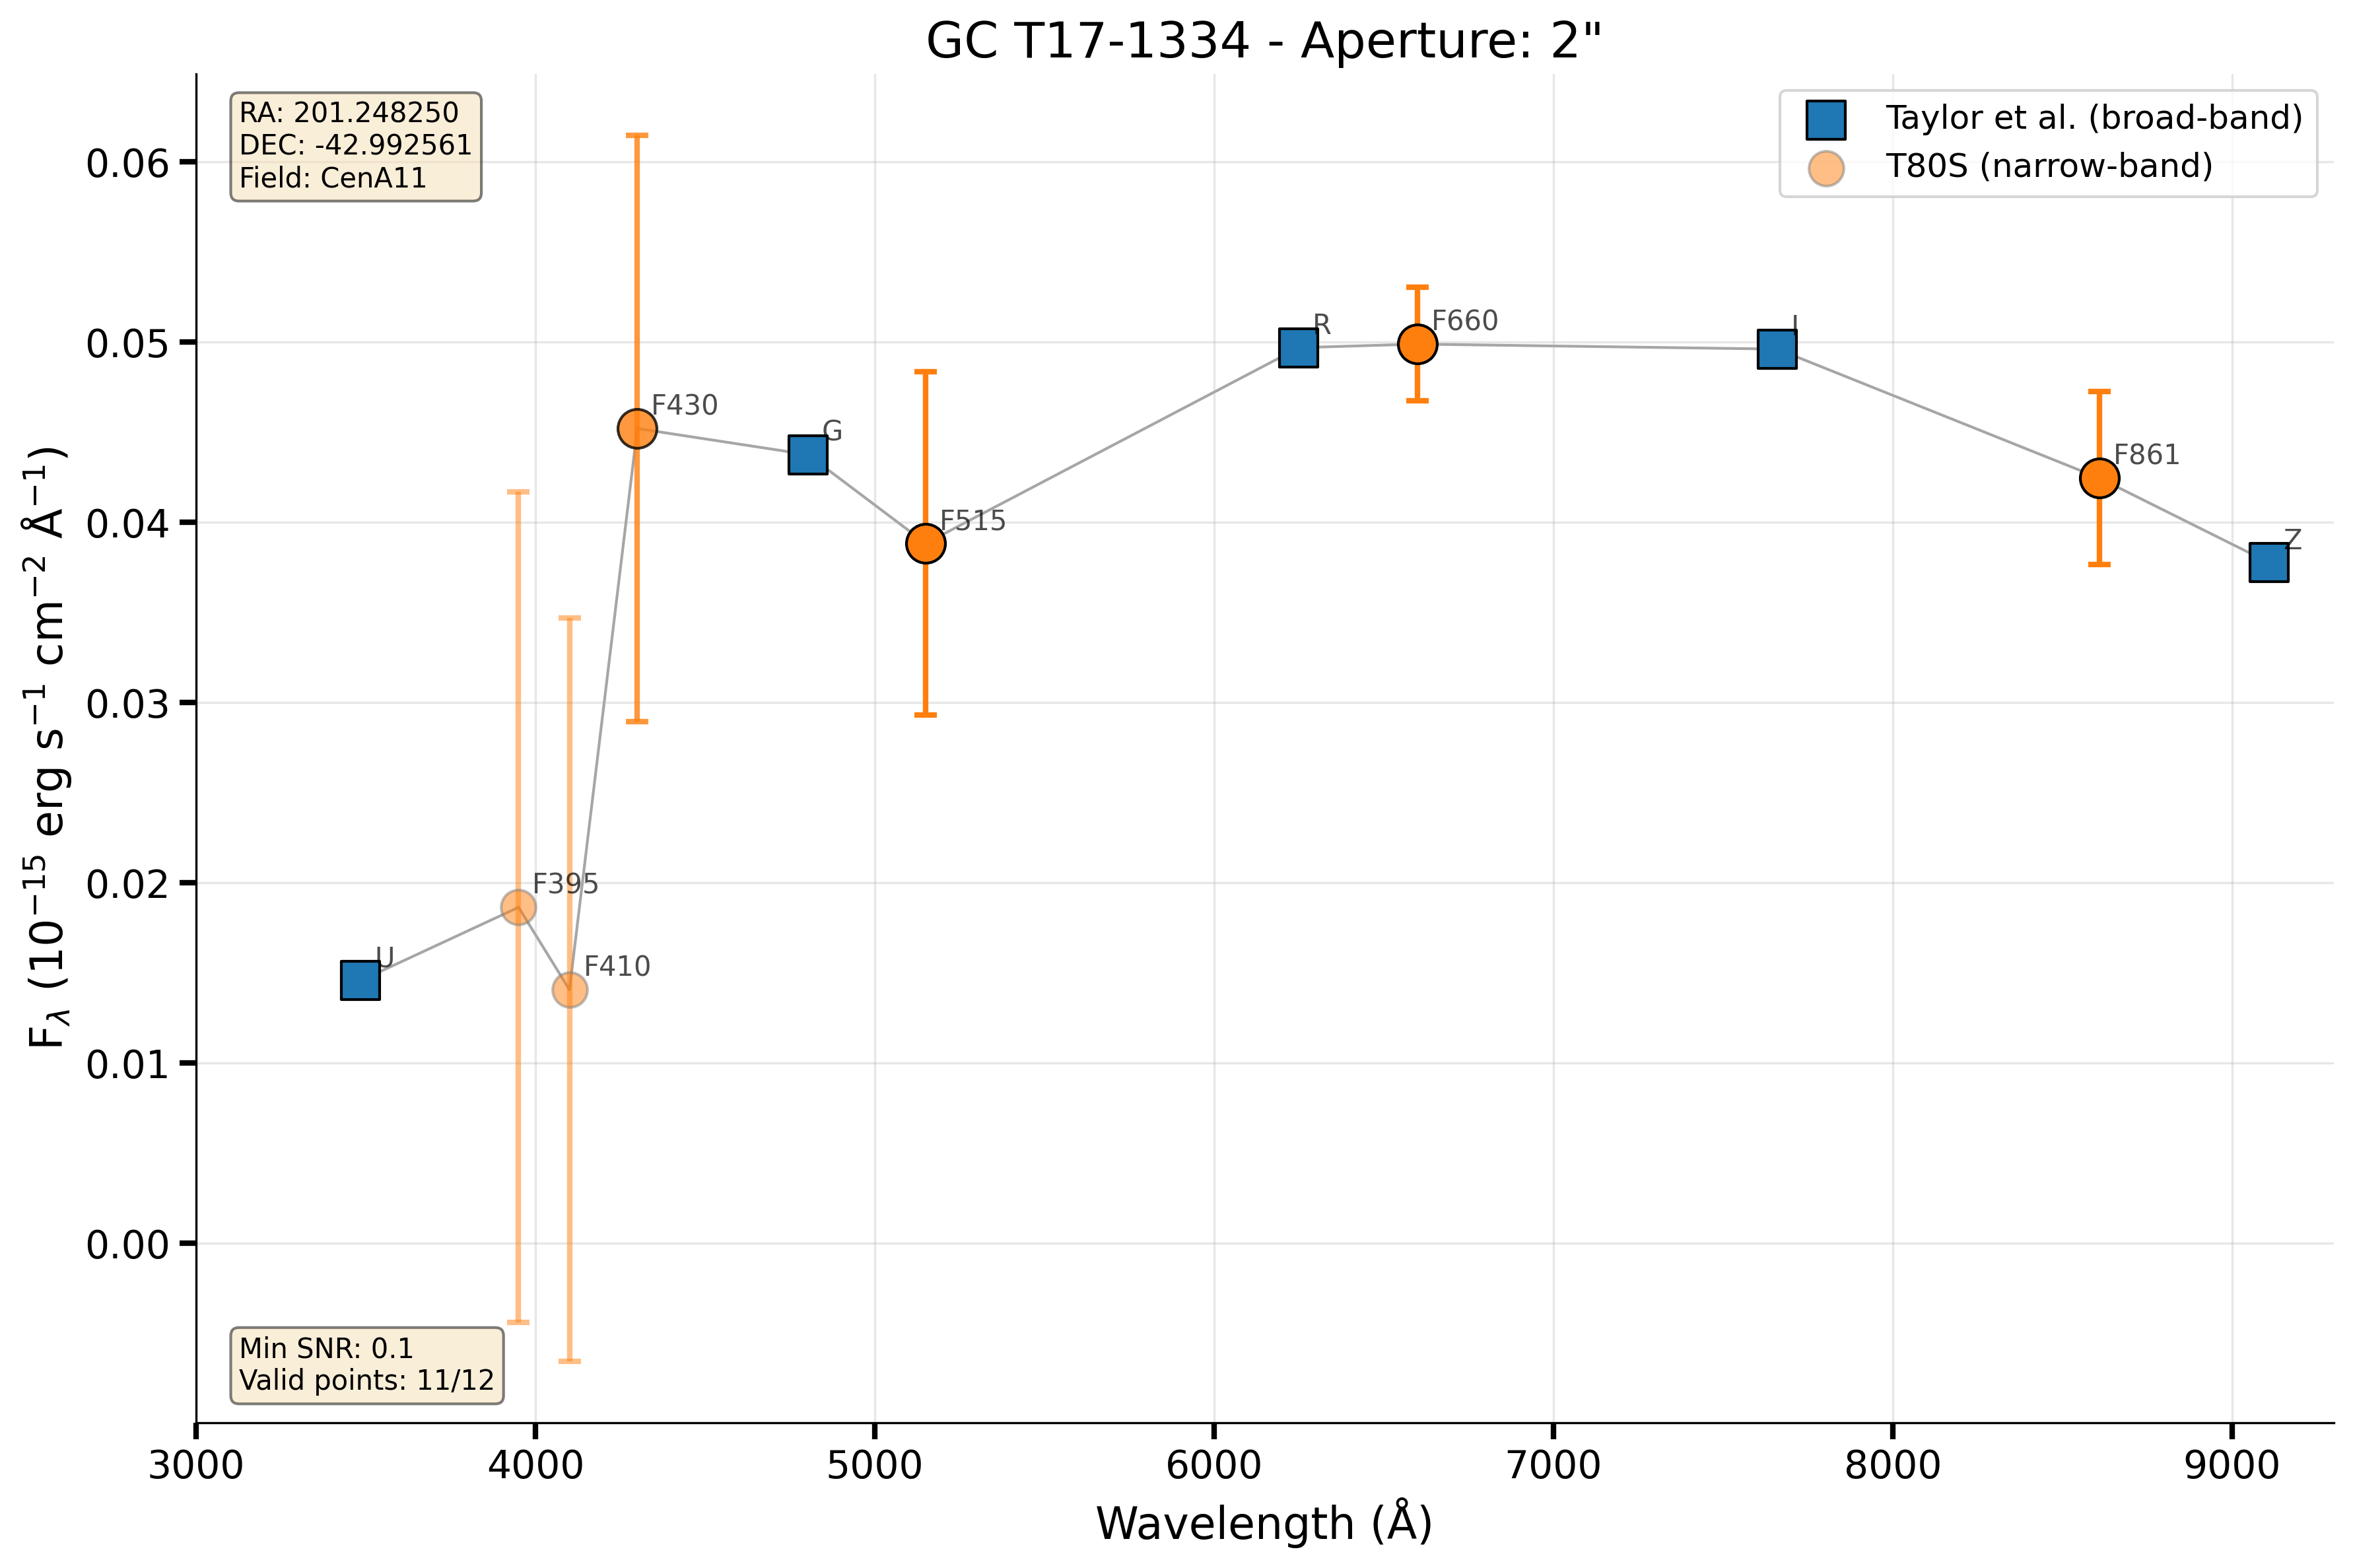 GC T17-1334 - Aperture: 2"
RA: 201.248250
DEC: -42.992561
Field: CenA11
Taylor et al. (broad-band)
T80S (narrow-band)
F_λ (10⁻¹⁵ erg s⁻¹ cm⁻² Å⁻¹)
0.06
0.05
0.04
0.03
0.02
0.01
0.00
U
F395
F410
F430
G
F515
R
F660
I
F861
Z
Min SNR: 0.1
Valid points: 11/12
3000 4000 5000 6000 7000 8000 9000
Wavelength (Å)